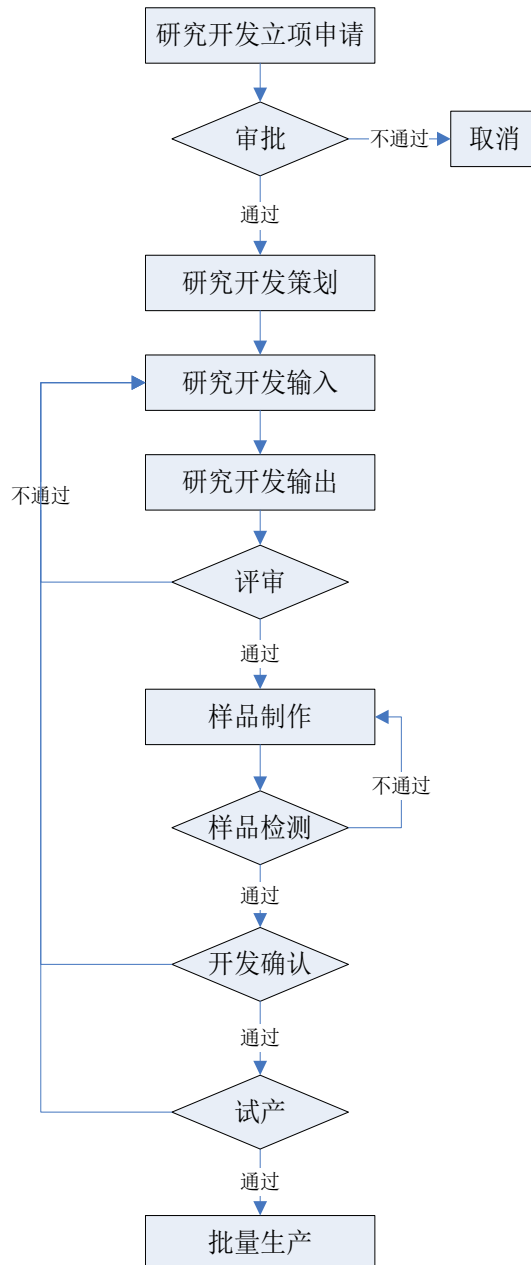 研究开发立项申请
审批
不通过
取消
通过
研究开发策划
研究开发输入
研究开发输出
不通过
评审
通过
样品制作
不通过
样品检测
通过
开发确认
通过
试产
通过
批量生产